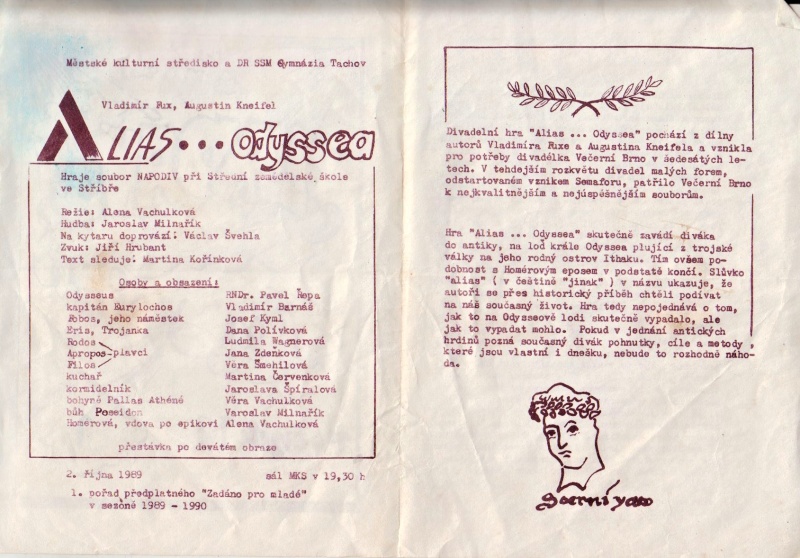 Městské kulturní středisko a DR SSM Gymnázia Tachov
Vladimír Rux, Augustin Kneifel
ALIAS... odyssea
Hraje soubor NAPODIV při Střední zemědělské škole
ve Stříbře
Režie: Alena Vachulková
Hudba: Jaroslav Milnařík
Na kytaru doprovází: Václav Švehla
Zvuk: Jiří Hrubant
Text sleduje: Martina Kořínková
Osoby a obsazení:
Odysseus RNDr. Pavel Řepa
kapitán Eurylochos Vladimír Barnáš
Fobos, jeho náměstek Josef Kyml
Eris, Trojanka Dana Polívková
Rodos Ludmila Wagnerová
Apropos-plavci Jana Zdeňková
Filos Věra Šmehilová
kuchař Martina Červenková
kormidelník Jaroslava Špíralová
bohyně Pallas Athéné Věra Vachulková
bůh Poseidon Varoslav Milnařík
Homérová, vdova po epikovi Alena Vachulková
přestávka po devátém obraze
2. října 1989 sál MKS v 19,30 h
1. pořad předplatného "Zadáno pro mladé"
v sezóně 1989 - 1990
Divadelní hra "Alias ... Odyssea" pochází z dílny
autorů Vladimíra Ruxe a Augustina Kneifela a vznikla
pro potřeby divadélka Večerní Brno v šedesátých le-
tech. V tehdejším rozkvětu divadel malých forem,
odstartovaném vznikem Semaforu, patřilo Večerní Brno
k nejkvalitnějším a nejúspěšnějším souborům.
Hra "Alias ... Odyssea" skutečně zavádí diváka
do antiky, na loď krále Odyssea plující z trojské
války na jeho rodný ostrov Ithaku. Tím ovšem po-
dobnost s Homérovým eposem v podstatě končí. Slůvko
"alias" ( v češtině "jinak" ) v názvu ukazuje, že
autoři se přes historický příběh chtěli podívat
na náš současný život. Hra tedy nepojednává o tom,
jak to na Odysseově lodi skutečně vypadalo, ale
jak to vypadat mohlo. Pokud v jednání antických
hrdinů pozná současný divák pohnutky, cíle a metody ,
které jsou vlastní i dnešku, nebude to rozhodně náho-
da.